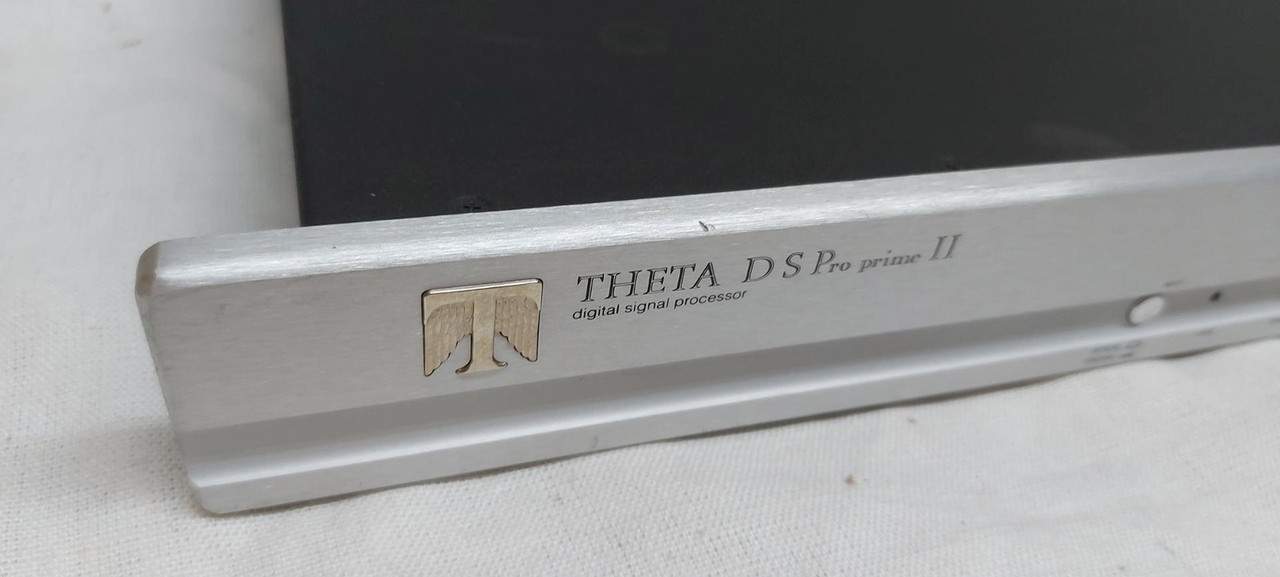 THETA DSPro prime II
digital signal processor